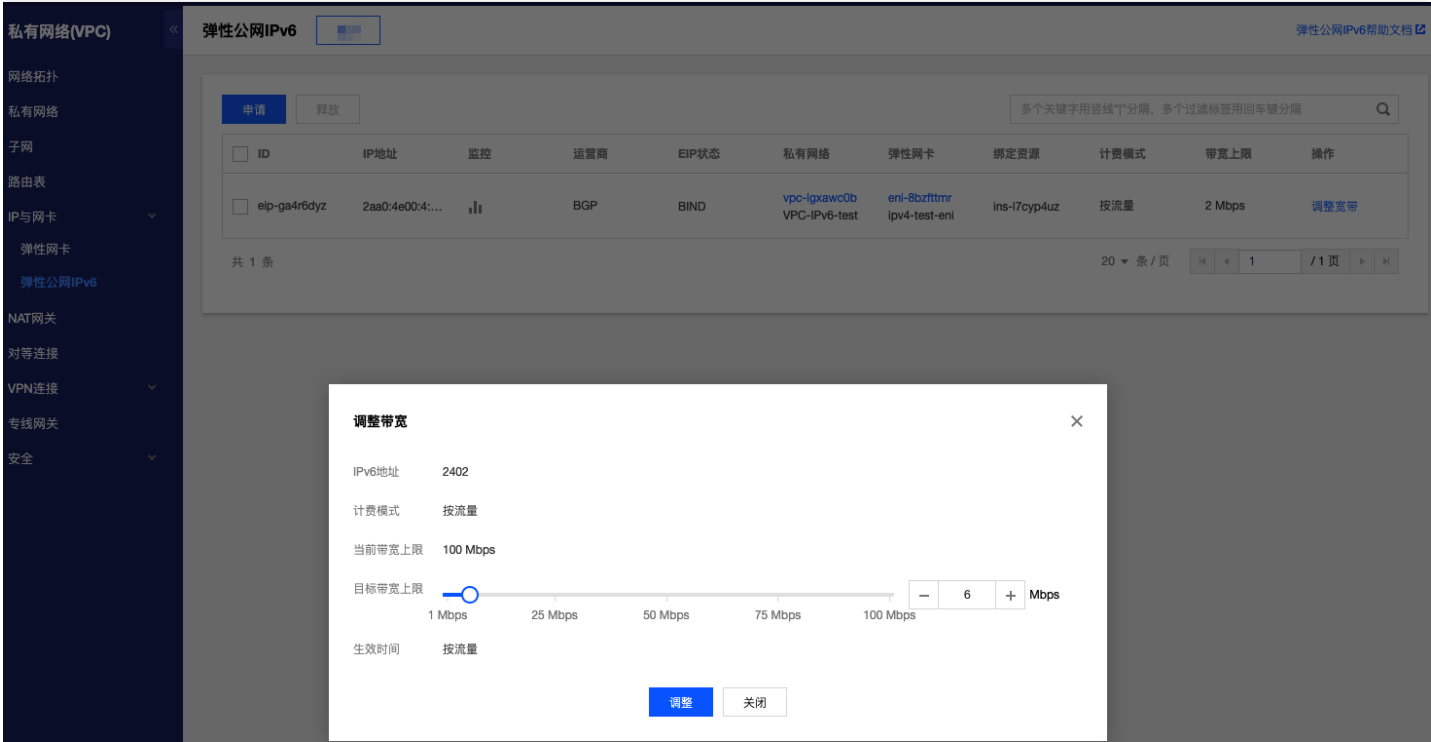 私有网络(VPC)
«
弹性公网IPv6
弹性公网IPv6帮助文档
网络拓扑
私有网络
子网
路由表
IP与网卡
弹性网卡
弹性公网IPv6
NAT网关
对等连接
VPN连接
专线网关
安全
申请
释放
多个关键字用竖线"|"分隔，多个过滤标签用回车键分隔
ID IP地址 监控 运营商 EIP状态 私有网络 弹性网卡 绑定资源 计费模式 带宽上限 操作
eip-ga4r6dyz 2aa0:4e00:4:... BGP BIND vpc-lgxawc0b eni-8bzfttmr ins-l7cyp4uz 按流量 2 Mbps 调整宽带
VPC-IPv6-test ipv4-test-eni
共 1 条
20 条 / 页 1 / 1 页
调整带宽
IPv6地址 2402
计费模式 按流量
当前带宽上限 100 Mbps
目标带宽上限 − 6 + Mbps
1 Mbps 25 Mbps 50 Mbps 75 Mbps 100 Mbps
生效时间 按流量
调整 关闭